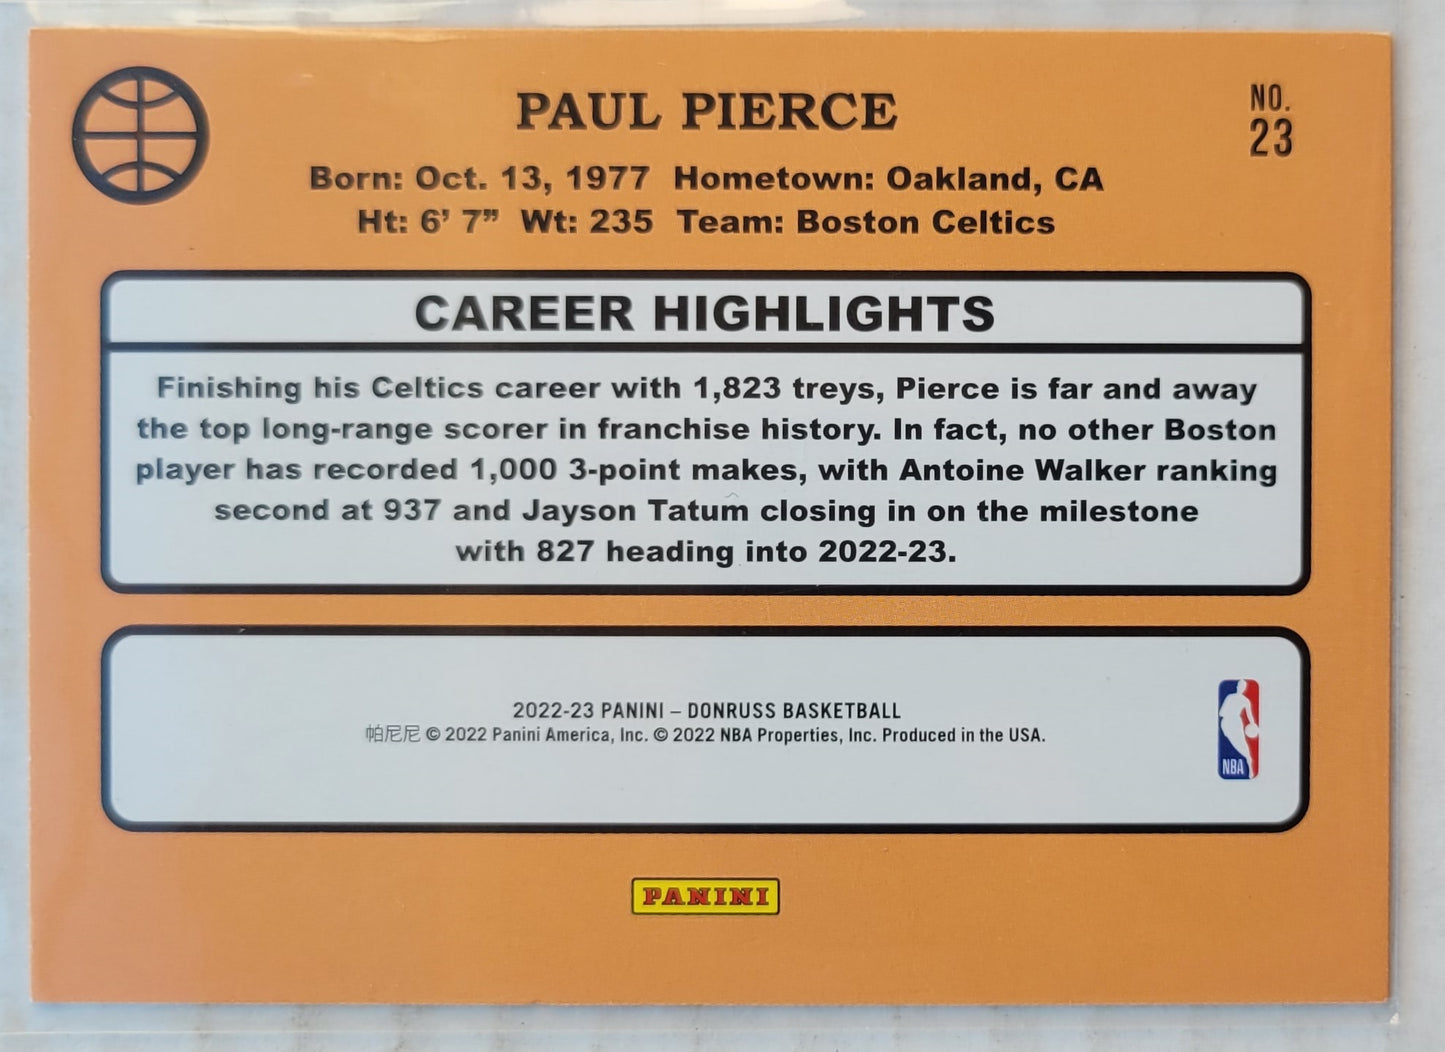 PAUL PIERCE
NO.
23
Born: Oct. 13, 1977 Hometown: Oakland, CA
Ht: 6’ 7” Wt: 235 Team: Boston Celtics
CAREER HIGHLIGHTS
Finishing his Celtics career with 1,823 treys, Pierce is far and away
the top long-range scorer in franchise history. In fact, no other Boston
player has recorded 1,000 3-point makes, with Antoine Walker ranking
second at 937 and Jayson Tatum closing in on the milestone
with 827 heading into 2022-23.
2022-23 PANINI – DONRUSS BASKETBALL
帕尼尼 © 2022 Panini America, Inc. © 2022 NBA Properties, Inc. Produced in the USA.
NBA
PANINI